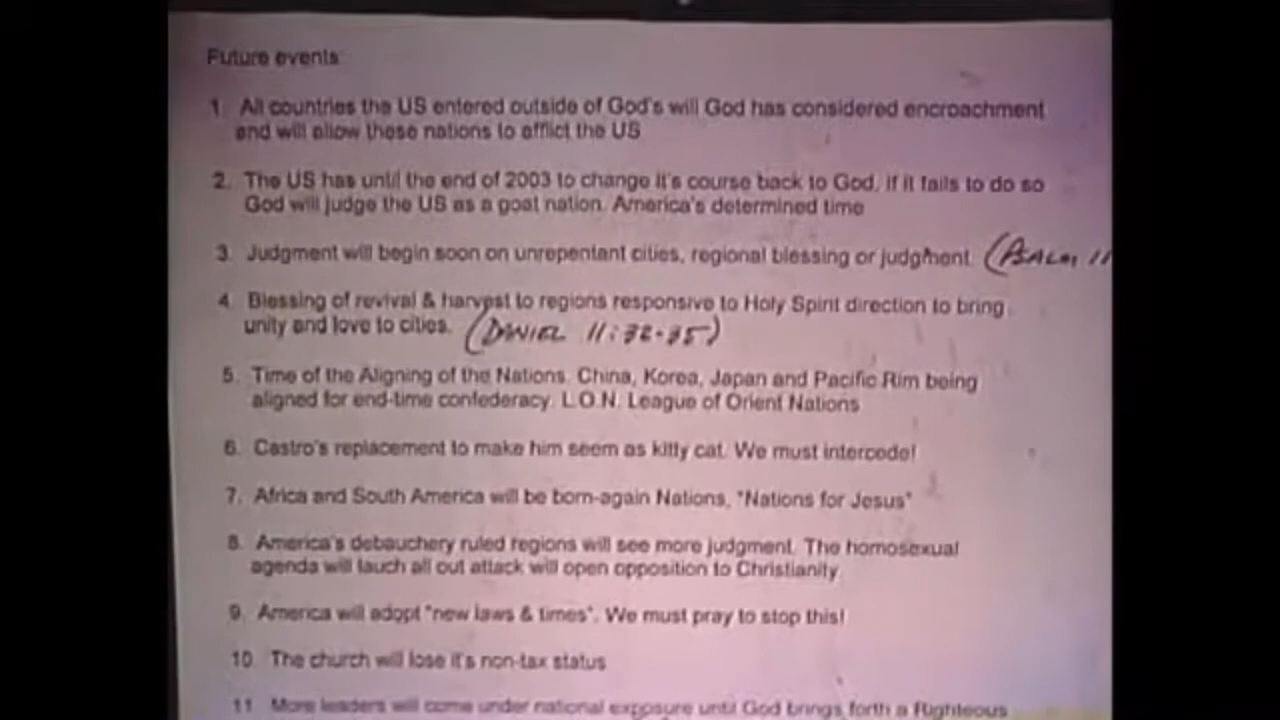 Future events
1. All countries the US entered outside of God's will God has considered encroachment
and will allow these nations to afflict the US
2. The US has until the end of 2003 to change it's course back to God, if it fails to do so
God will judge the US as a goat nation. America's determined time
3. Judgment will begin soon on unrepentant cities, regional blessing or judgment. (PSALM 11
4. Blessing of revival & harvest to regions responsive to Holy Spirit direction to bring
unity and love to cities. (DANIEL 11:32-35)
5. Time of the Aligning of the Nations. China, Korea, Japan and Pacific Rim being
aligned for end-time confederacy. L.O.N. League of Orient Nations
6. Castro's replacement to make him seem as kitty cat. We must intercede!
7. Africa and South America will be born-again Nations, "Nations for Jesus"
8. America's debauchery ruled regions will see more judgment. The homosexual
agenda will lauch all out attack will open opposition to Christianity
9. America will adopt "new laws & times". We must pray to stop this!
10. The church will lose it's non-tax status
11. More leaders will come under national exposure until God brings forth a Righteous